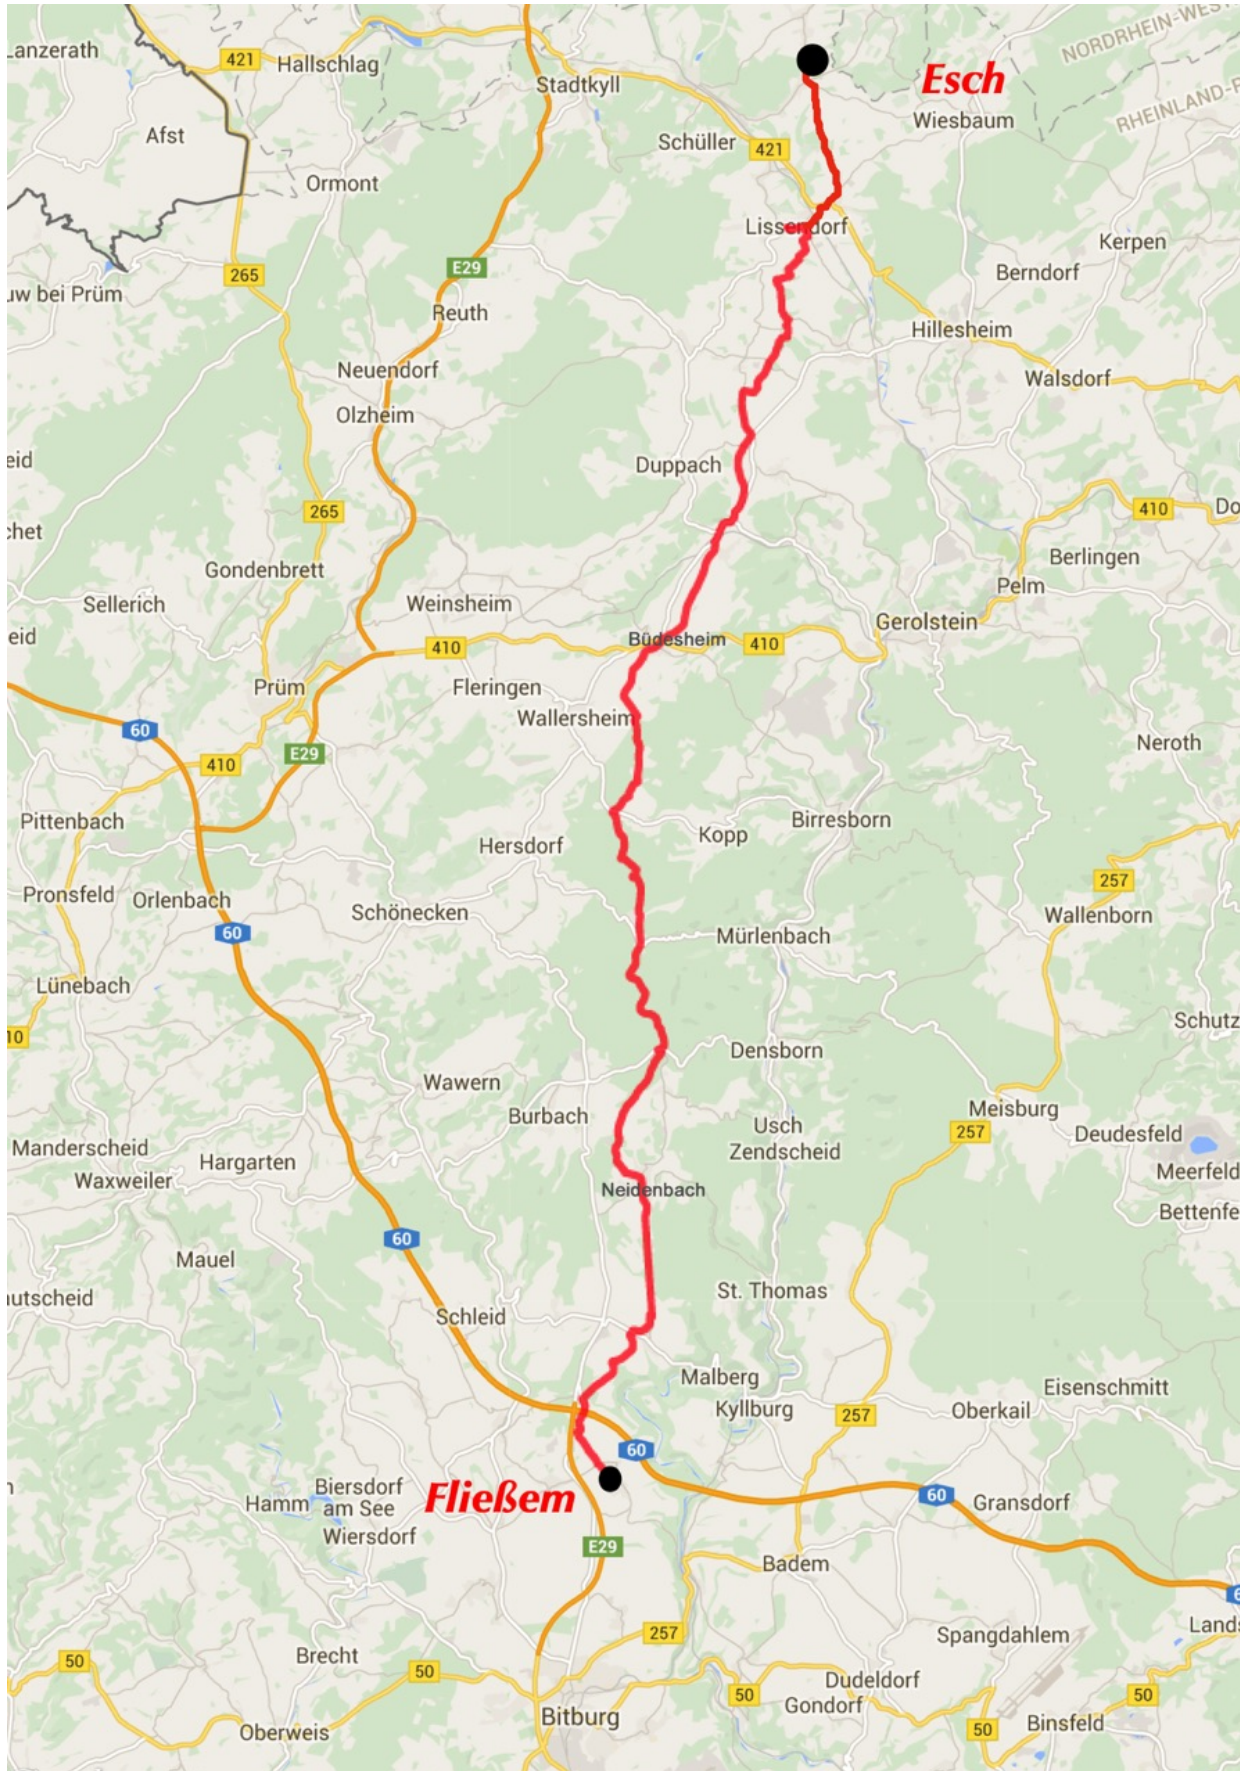 Lanzerath
421
Hallschlag
Stadtkyll
Esch
NORDRHEIN-WEST
RHEINLAND-P
Wiesbaum
Afst
Schüller
421
Ormont
Lissendorf
Kerpen
265
E29
Berndorf
uw bei Prüm
Reuth
Hillesheim
Neuendorf
Walsdorf
Olzheim
eid
Duppach
265
410
Do
chet
Gondenbrett
Berlingen
Pelm
Sellerich
Weinsheim
Gerolstein
eid
410
Büdesheim
410
Prüm
Fleringen
Wallersheim
60
E29
Neroth
410
Pittenbach
Kopp
Birresborn
Hersdorf
257
Pronsfeld
Orlenbach
Schönecken
Wallenborn
60
Mürlenbach
Lünebach
Schutz
10
Densborn
Wawern
Burbach
Meisburg
Usch
Zendscheid
257
Deudesfeld
Manderscheid
Hargarten
Meerfeld
Waxweiler
Neidenbach
Bettenfe
60
Mauel
St. Thomas
autscheid
Schleid
Malberg
Eisenschmitt
Kyllburg
257
Oberkail
60
Fließem
Biersdorf
am See
Hamm
60
Gransdorf
Wiersdorf
E29
Badem
6
257
Lands
Spangdahlem
50
Brecht
50
Dudeldorf
50
Gondorf
50
Bitburg
Oberweis
50
Binsfeld